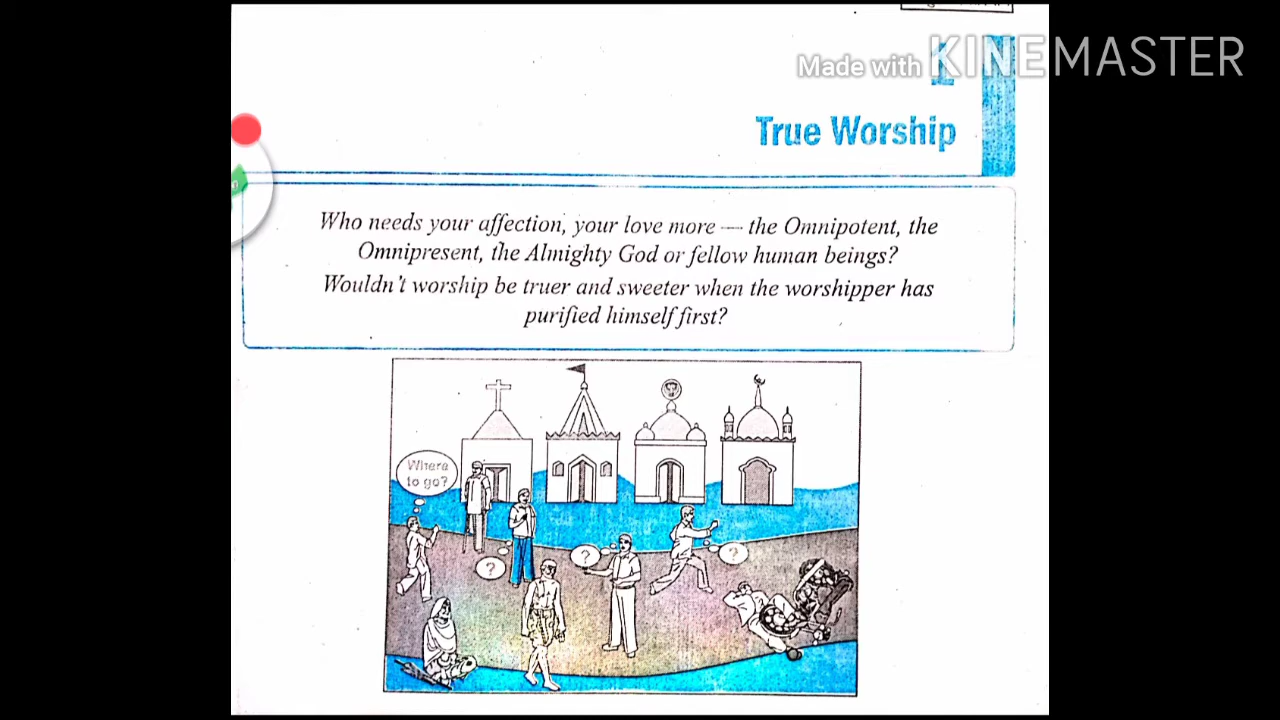 Made with KINEMASTER
True Worship
Who needs your affection, your love more — the Omnipotent, the
Omnipresent, the Almighty God or fellow human beings?
Wouldn't worship be truer and sweeter when the worshipper has
purified himself first?
Where
to go?
?
?
?